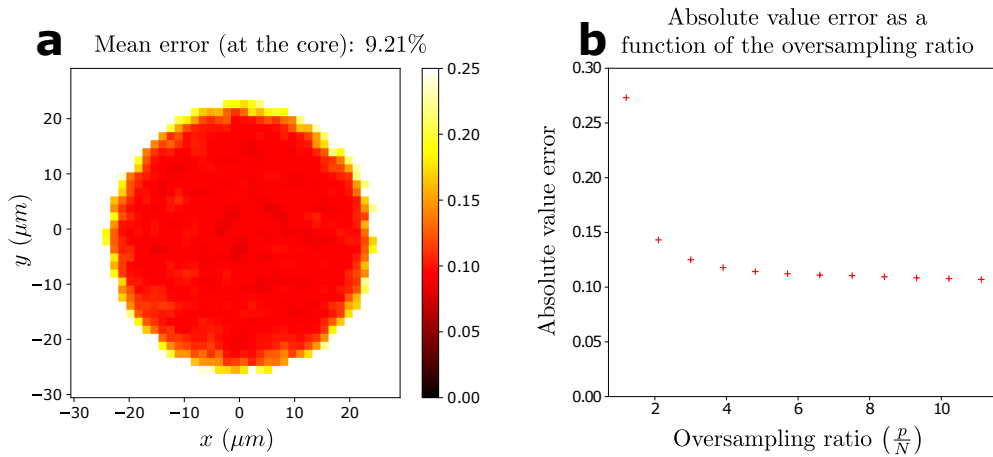 a
Mean error (at the core): 9.21%
20
10
0
−10
−20
−30
y (μm)
−30 −20 −10 0 10 20
x (μm)
0.25
0.20
0.15
0.10
0.05
0.00
b
Absolute value error as a
function of the oversampling ratio
0.30
0.25
0.20
0.15
0.10
0.05
0.00
Absolute value error
2 4 6 8 10
Oversampling ratio (p/N)